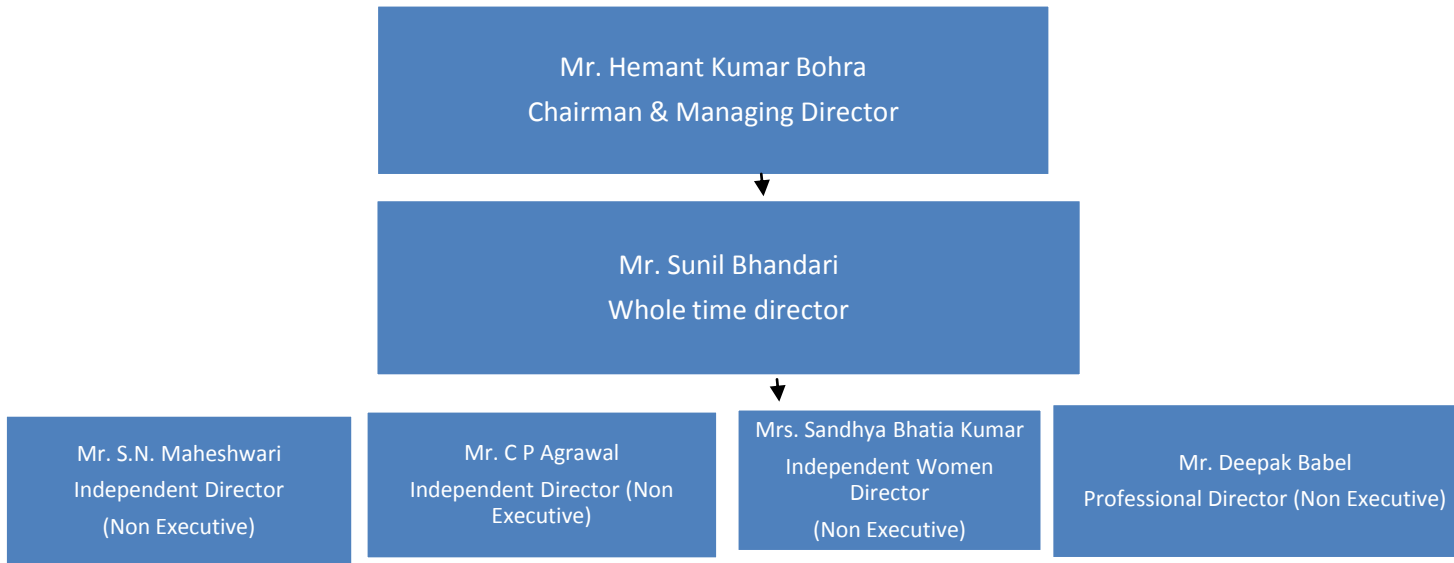 Mr. Hemant Kumar Bohra
Chairman & Managing Director
Mr. Sunil Bhandari
Whole time director
Mr. S.N. Maheshwari
Independent Director
(Non Executive)
Mr. C P Agrawal
Independent Director (Non
Executive)
Mrs. Sandhya Bhatia Kumar
Independent Women
Director
(Non Executive)
Mr. Deepak Babel
Professional Director (Non Executive)